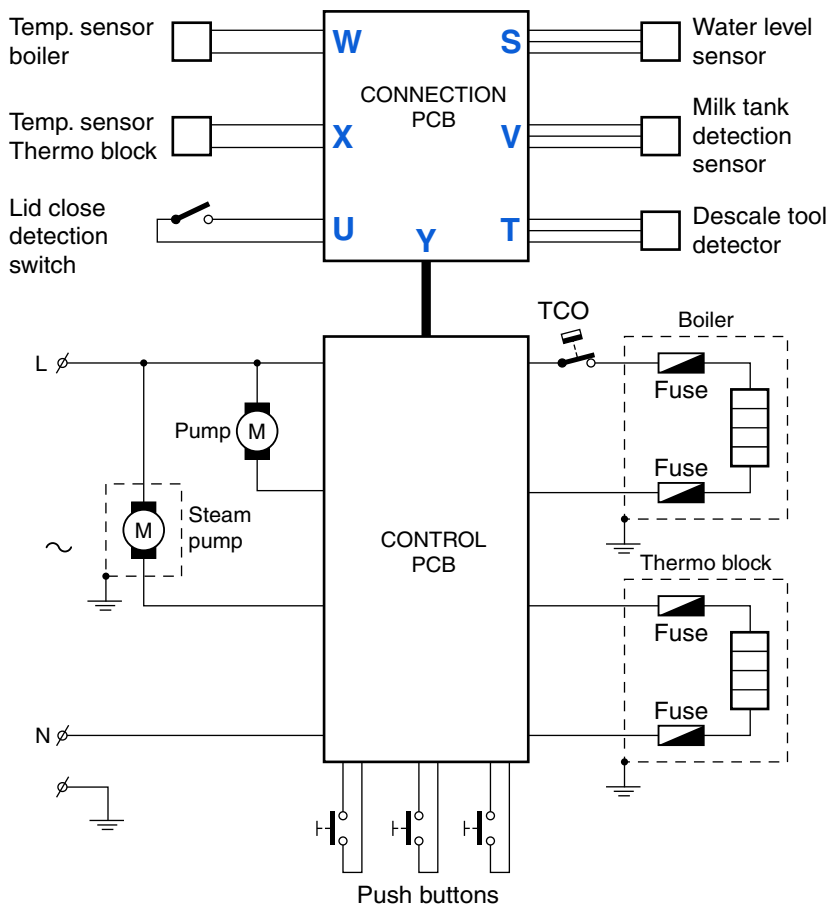 Temp. sensor
boiler
W
S
Water level
sensor
CONNECTION
PCB
Temp. sensor
Thermo block
X
V
Milk tank
detection
sensor
Lid close
detection
switch
U
Y
T
Descale tool
detector
TCO
Boiler
L
Fuse
Pump
M
Fuse
M
Steam
pump
CONTROL
PCB
Thermo block
Fuse
Fuse
N
Push buttons